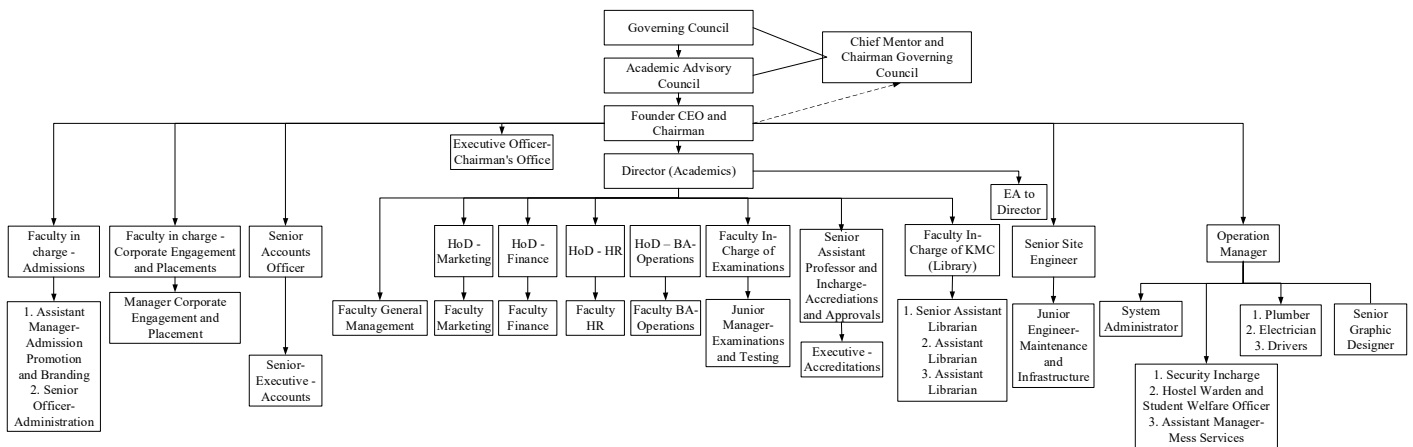 Governing Council
Chief Mentor and
Chairman Governing
Council
Academic Advisory
Council
Founder CEO and
Chairman
Executive Officer-
Chairman's Office
Director (Academics)
EA to
Director
Faculty in
charge -
Admissions
Faculty in charge -
Corporate Engagement
and Placements
Senior
Accounts
Officer
HoD -
Marketing
HoD -
Finance
HoD - HR
HoD – BA-
Operations
Faculty In-
Charge of
Examinations
Senior
Assistant
Professor and
Incharge-
Accrediations
and Approvals
Faculty In-
Charge of KMC
(Library)
Senior Site
Engineer
Operation
Manager
1. Assistant
Manager-
Admission
Promotion
and Branding
2. Senior
Officer-
Administration
Manager Corporate
Engagement and
Placement
Senior-
Executive -
Accounts
Faculty General
Management
Faculty
Marketing
Faculty
Finance
Faculty
HR
Faculty BA-
Operations
Junior
Manager-
Examinations
and Testing
Executive -
Accreditations
1. Senior Assistant
Librarian
2. Assistant
Librarian
3. Assistant
Librarian
Junior
Engineer-
Maintenance
and
Infrastructure
System
Administrator
1. Security Incharge
2. Hostel Warden and
Student Welfare Officer
3. Assistant Manager-
Mess Services
1. Plumber
2. Electrician
3. Drivers
Senior
Graphic
Designer